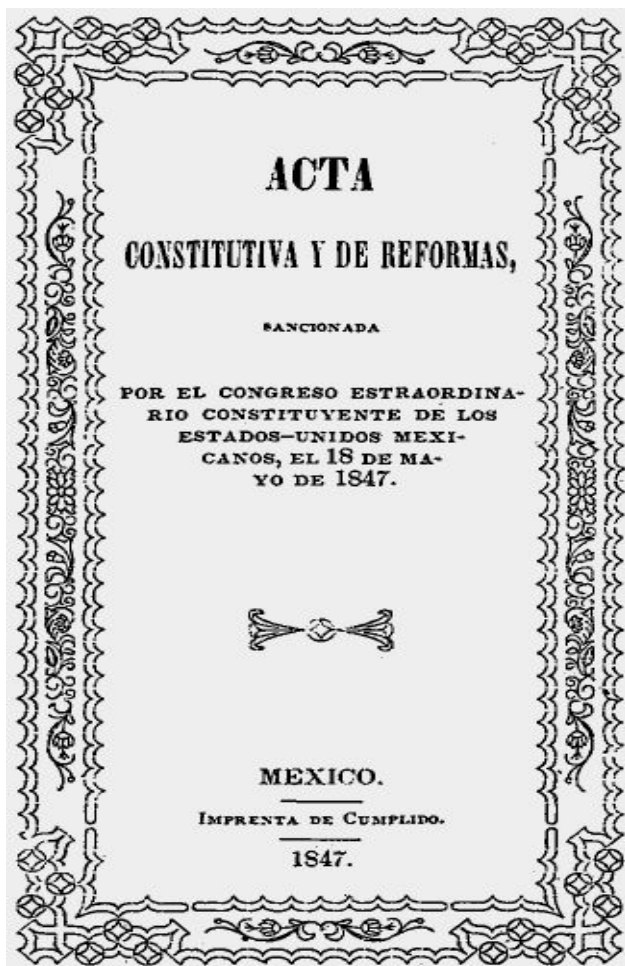 ACTA
CONSTITUTIVA Y DE REFORMAS,
SANCIONADA
POR EL CONGRESO ESTRAORDINA-
RIO CONSTITUYENTE DE LOS
ESTADOS-UNIDOS MEXI-
CANOS, EL 18 DE MA-
YO DE 1847.
MEXICO.
IMPRENTA DE CUMPLIDO.
1847.